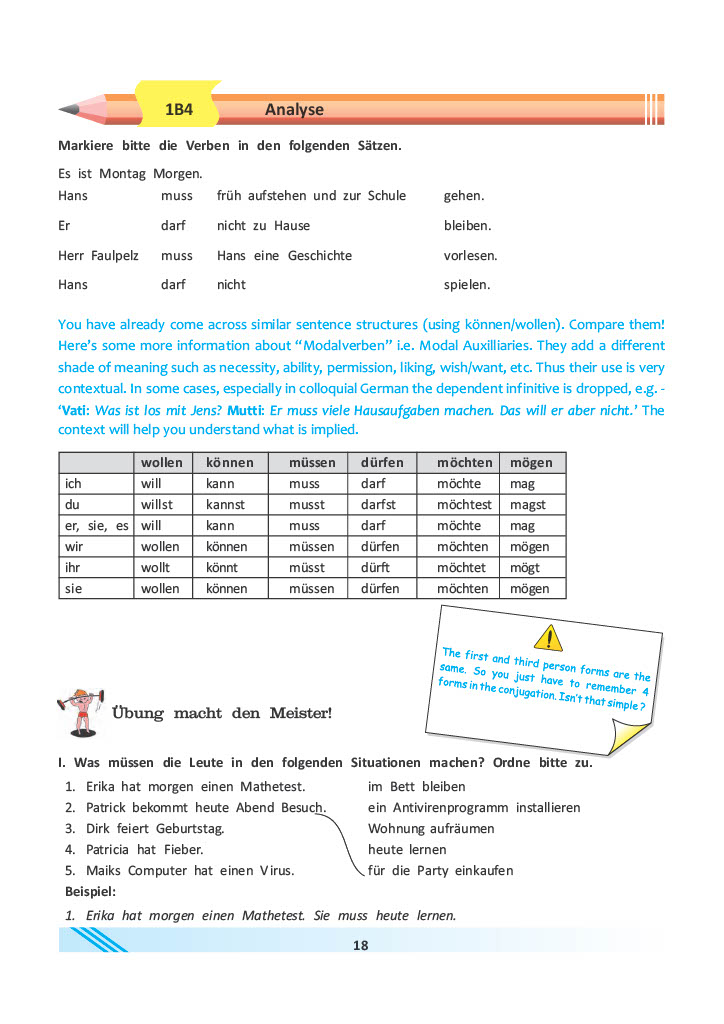 1B4 Analyse
Markiere bitte die Verben in den folgenden Sätzen.
Es ist Montag Morgen.
Hans muss früh aufstehen und zur Schule gehen.
Er darf nicht zu Hause bleiben.
Herr Faulpelz muss Hans eine Geschichte vorlesen.
Hans darf nicht spielen.
You have already come across similar sentence structures (using können/wollen). Compare them!
Here's some more information about “Modalverben” i.e. Modal Auxilliaries. They add a different
shade of meaning such as necessity, ability, permission, liking, wish/want, etc. Thus their use is very
contextual. In some cases, especially in colloquial German the dependent infinitive is dropped, e.g. -
‘Vati: Was ist los mit Jens? Mutti: Er muss viele Hausaufgaben machen. Das will er aber nicht.’ The
context will help you understand what is implied.
wollen können müssen dürfen möchten mögen
ich will kann muss darf möchte mag
du willst kannst musst darfst möchtest magst
er, sie, es will kann muss darf möchte mag
wir wollen können müssen dürfen möchten mögen
ihr wollt könnt müsst dürft möchtet mögt
sie wollen können müssen dürfen möchten mögen
The first and third person forms are the
same. So you just have to remember 4
forms in the conjugation. Isn't that simple ?
Übung macht den Meister!
I. Was müssen die Leute in den folgenden Situationen machen? Ordne bitte zu.
1. Erika hat morgen einen Mathetest. im Bett bleiben
2. Patrick bekommt heute Abend Besuch. ein Antivirenprogramm installieren
3. Dirk feiert Geburtstag. Wohnung aufräumen
4. Patricia hat Fieber. heute lernen
5. Maiks Computer hat einen Virus. für die Party einkaufen
Beispiel:
1. Erika hat morgen einen Mathetest. Sie muss heute lernen.
18